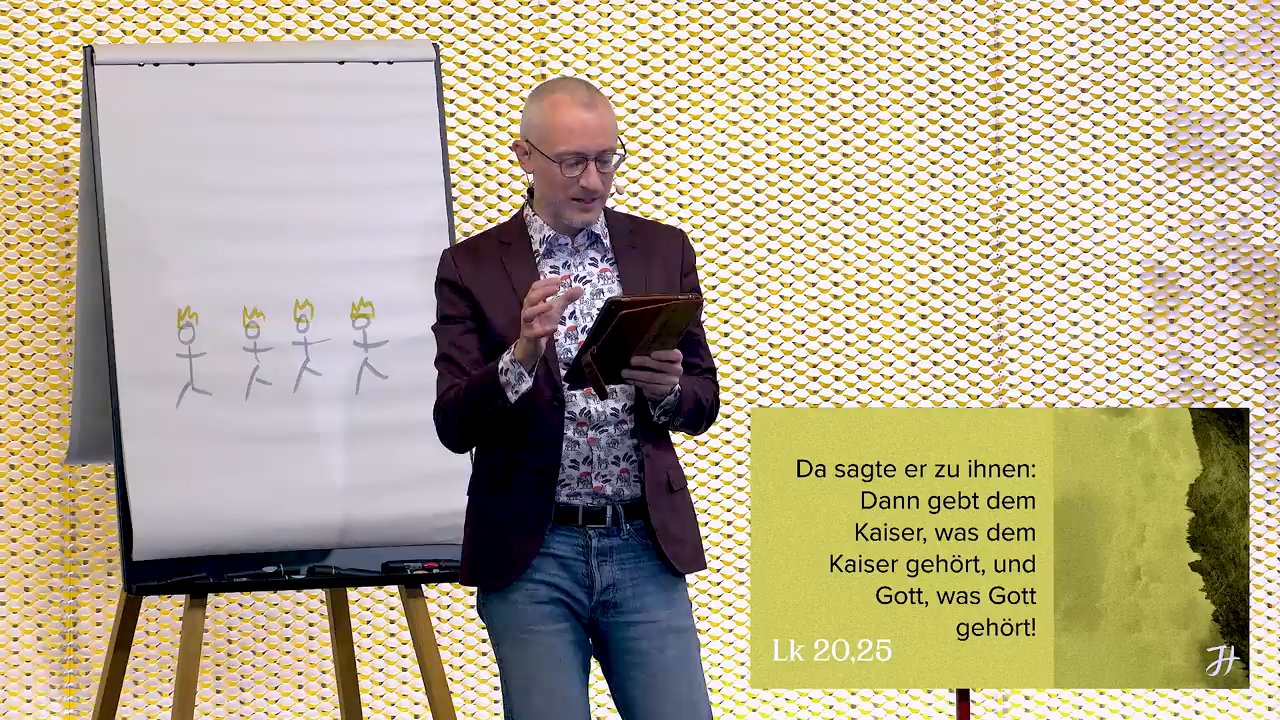 Da sagte er zu ihnen:
Dann gebt dem
Kaiser, was dem
Kaiser gehört, und
Gott, was Gott
gehört!
Lk 20,25
JH